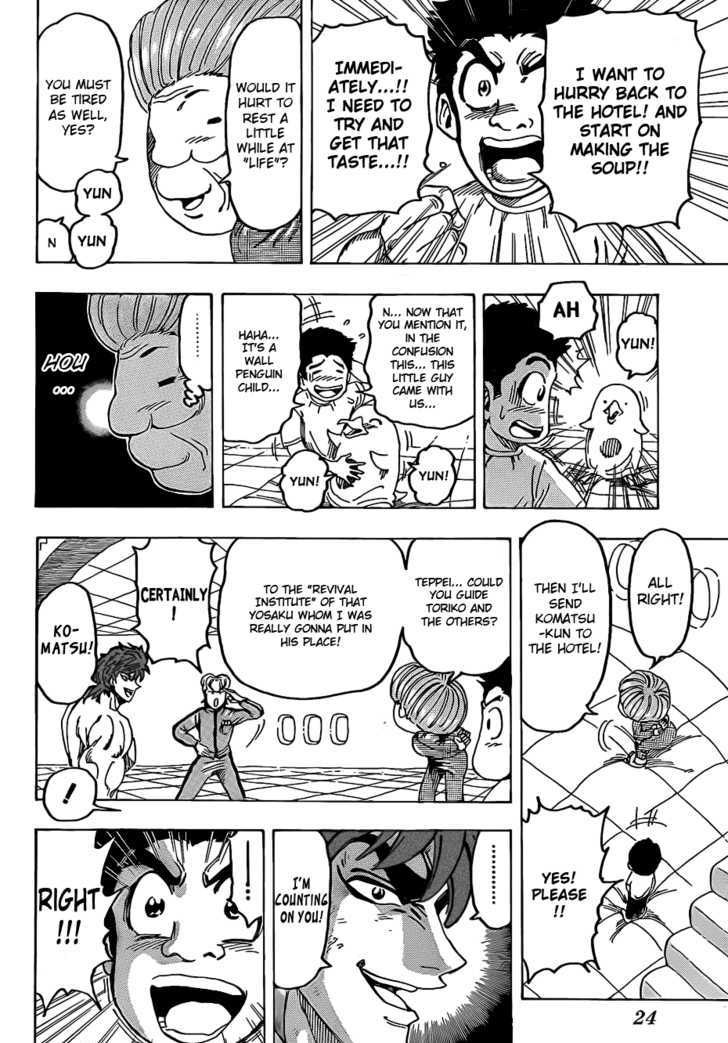 I WANT TO
HURRY BACK TO
THE HOTEL! AND
START ON
MAKING THE
SOUP!!
IMMEDI-
ATELY...!!
I NEED TO
TRY AND
GET THAT
TASTE...!!
WOULD IT
HURT TO
REST A
LITTLE
WHILE AT
"LIFE"?
YOU MUST
BE TIRED
AS WELL,
YES?
YUN
YUN
N
YUN!
AH
N... NOW THAT
YOU MENTION IT,
IN THE
CONFUSION
THIS... THIS
LITTLE GUY
CAME WITH
US...
HAHA...
IT'S A
WALL
PENGUIN
CHILD...
YUN!
YUN!
.........
HOU
ooo
ALL
RIGHT!
THEN I'LL
SEND
KOMATSU
-KUN TO
THE HOTEL!
YES!
PLEASE
!!
TEPPEI... COULD
YOU GUIDE
TORIKO AND
THE OTHERS?
TO THE "REVIVAL
INSTITUTE" OF THAT
YOSAKU WHOM I WAS
REALLY GONNA PUT IN
HIS PLACE!
CERTAINLY
!
KO-
MATSU!
!
.........
I'M
COUNTING
ON YOU!
...!
RIGHT
!!!
24